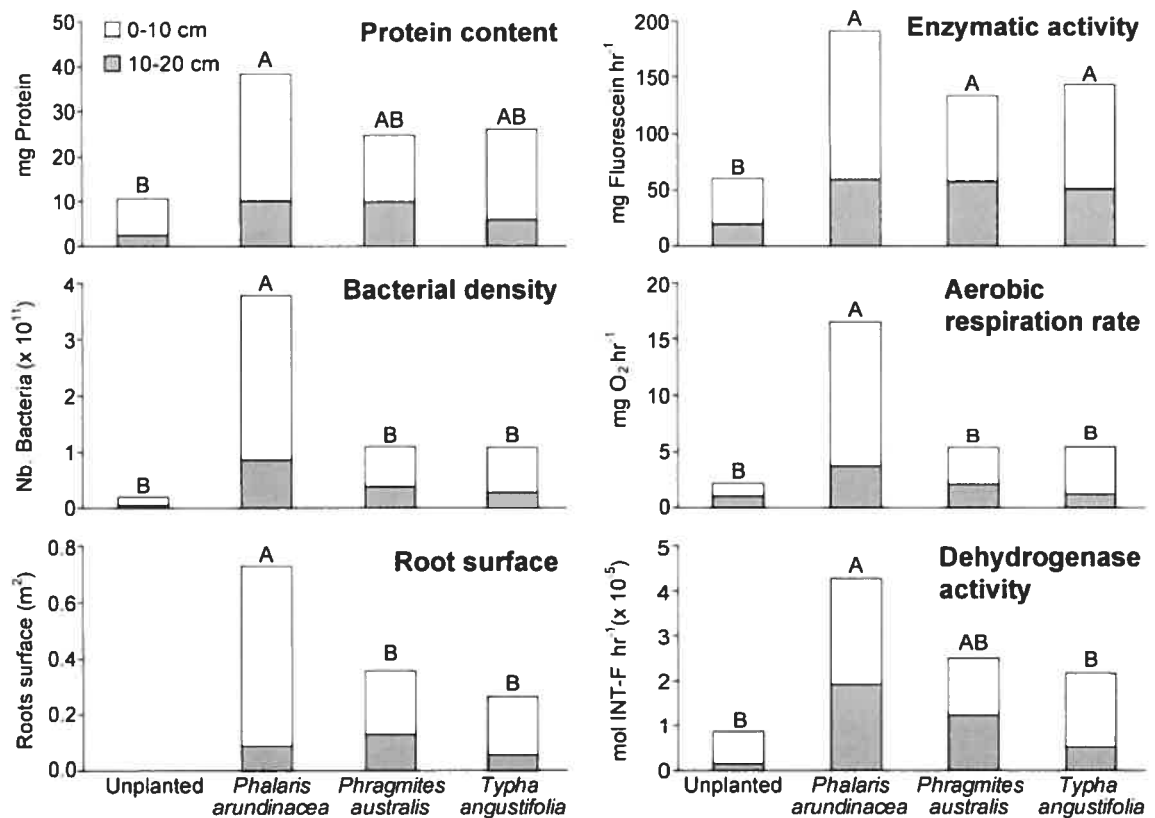 Protein content
0-10 cm
10-20 cm
mg Protein
50
40
30
20
10
0
B
A
AB
AB
Enzymatic activity
mg Fluorescein hr⁻¹
200
150
100
50
0
B
A
A
A
Bacterial density
Nb. Bacteria (x 10¹¹)
4
3
2
1
0
B
A
B
B
Aerobic
respiration rate
mg O₂ hr⁻¹
20
15
10
5
0
B
A
B
B
Root surface
Roots surface (m²)
0.8
0.6
0.4
0.2
0.0
A
B
B
Unplanted
Phalaris
arundinacea
Phragmites
australis
Typha
angustifolia
Dehydrogenase
activity
mol INT-F hr⁻¹ (x 10⁻⁵)
5
4
3
2
1
0
B
A
AB
B
Unplanted
Phalaris
arundinacea
Phragmites
australis
Typha
angustifolia